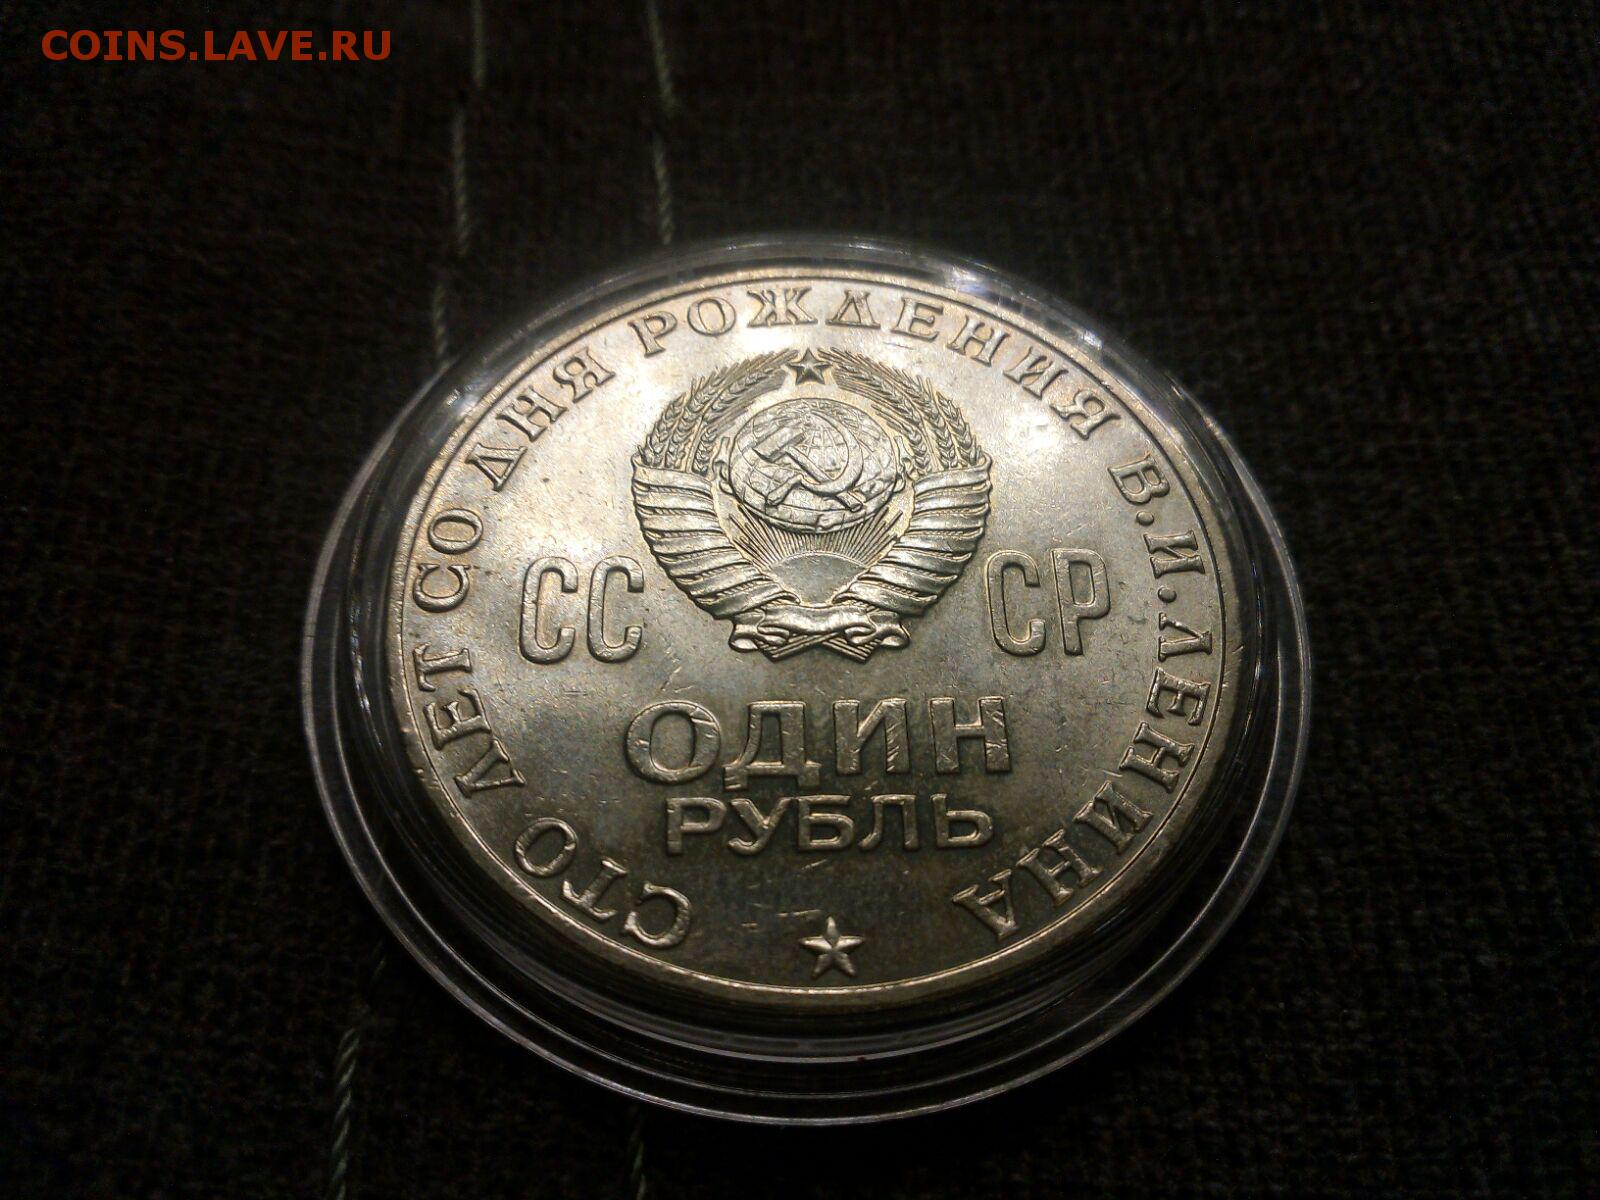 COINS.LAVE.RU
СТО ЛЕТ СО ДНЯ РОЖДЕНИЯ В.И.ЛЕНИНА
СС СР
ОДИН
РУБЛЬ